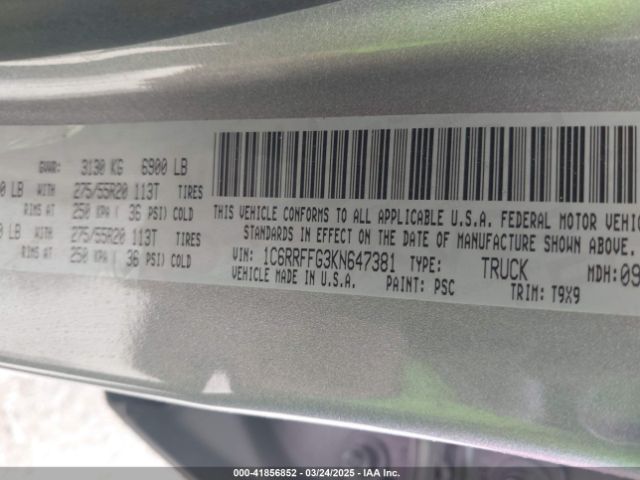 GVWR: 3130 KG 6900 LB
0 LB WITH 275/55R20 113T TIRES
RIMS AT 250 KPA ( 36 PSI) COLD
0 LB WITH 275/55R20 113T TIRES
RIMS AT 250 KPA ( 36 PSI) COLD
THIS VEHICLE CONFORMS TO ALL APPLICABLE U.S.A. FEDERAL MOTOR VEHIC
STANDARDS IN EFFECT ON THE DATE OF MANUFACTURE SHOWN ABOVE.
VIN: 1C6RRFFG3KN647381 TYPE: TRUCK MDH: 09
VEHICLE MADE IN U.S.A. PAINT: PSC TRIM: T9X9
000-41856852 - 03/24/2025 - IAA Inc.